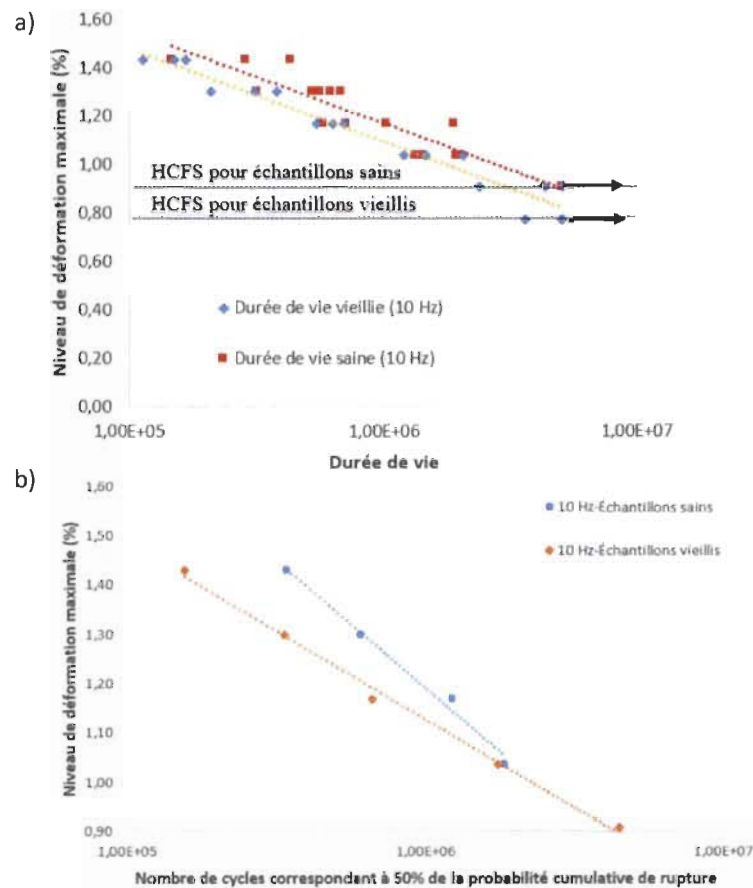 a)
Niveau de déformation maximale (%)
1,60
1,40
1,20
1,00
0,80
0,60
0,40
0,20
0,00
HCFS pour échantillons sains
HCFS pour échantillons vieillis
Durée de vie vieillie (10 Hz)
Durée de vie saine (10 Hz)
1,00E+05
1,00E+06
1,00E+07
Durée de vie
b)
Niveau de déformation maximale (%)
1,60
1,50
1,40
1,30
1,20
1,10
1,00
0,90
10 Hz-Échantillons sains
10 Hz-Échantillons vieillis
1,00E+05
1,00E+06
1,00E+07
Nombre de cycles correspondant à 50% de la probabilité cumulative de rupture